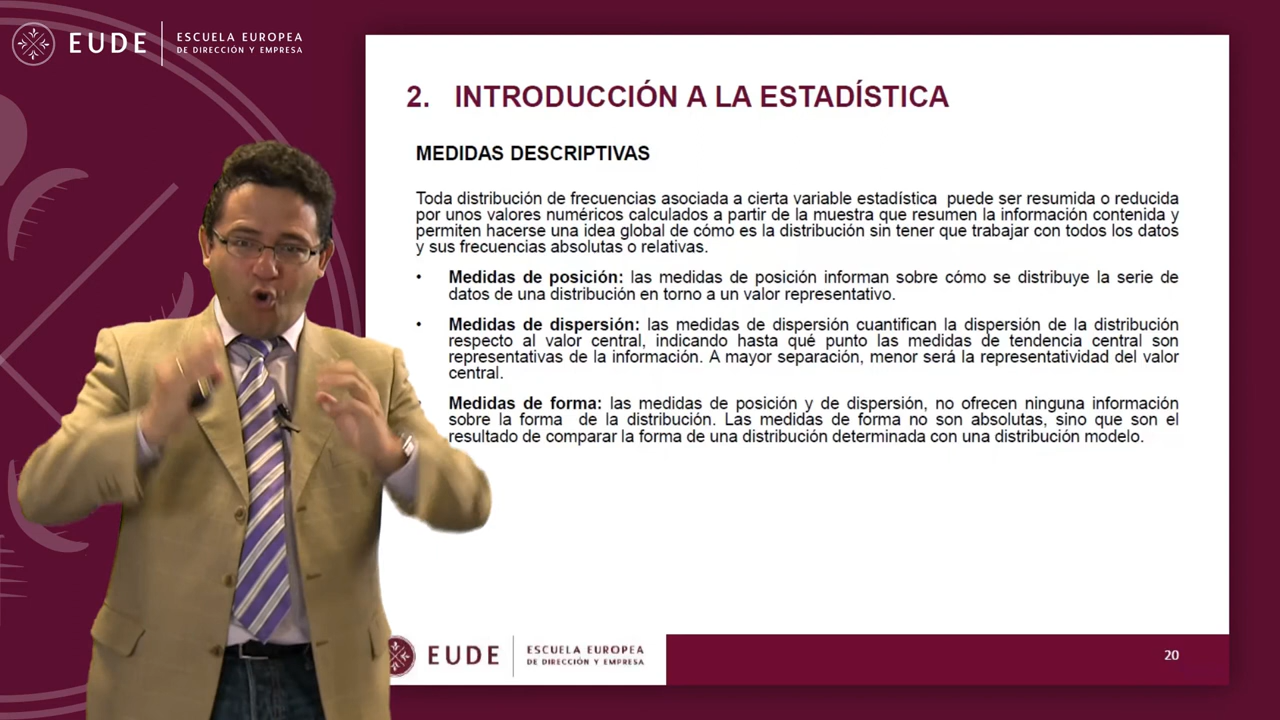 EUDE
ESCUELA EUROPEA
DE DIRECCIÓN Y EMPRESA
2. INTRODUCCIÓN A LA ESTADÍSTICA
MEDIDAS DESCRIPTIVAS
Toda distribución de frecuencias asociada a cierta variable estadística puede ser resumida o reducida
por unos valores numéricos calculados a partir de la muestra que resumen la información contenida y
permiten hacerse una idea global de cómo es la distribución sin tener que trabajar con todos los datos
y sus frecuencias absolutas o relativas.
• Medidas de posición: las medidas de posición informan sobre cómo se distribuye la serie de
datos de una distribución en torno a un valor representativo.
• Medidas de dispersión: las medidas de dispersión cuantifican la dispersión de la distribución
respecto al valor central, indicando hasta qué punto las medidas de tendencia central son
representativas de la información. A mayor separación, menor será la representatividad del valor
central.
Medidas de forma: las medidas de posición y de dispersión, no ofrecen ninguna información
sobre la forma de la distribución. Las medidas de forma no son absolutas, sino que son el
resultado de comparar la forma de una distribución determinada con una distribución modelo.
EUDE
ESCUELA EUROPEA
DE DIRECCIÓN Y EMPRESA
20